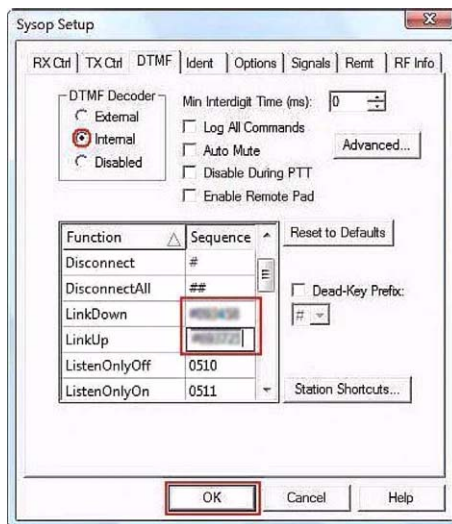 Sysop Setup
RX Ctrl TX Ctrl DTMF Ident Options Signals Remt RF Info
DTMF Decoder
External
Internal
Disabled
Min Interdigit Time (ms): 0
Log All Commands
Auto Mute
Disable During PTT
Enable Remote Pad
Advanced...
Function Sequence
Disconnect #
DisconnectAll ##
LinkDown
LinkUp
ListenOnlyOff 0510
ListenOnlyOn 0511
Reset to Defaults
Dead-Key Prefix:
#
Station Shortcuts...
OK Cancel Help